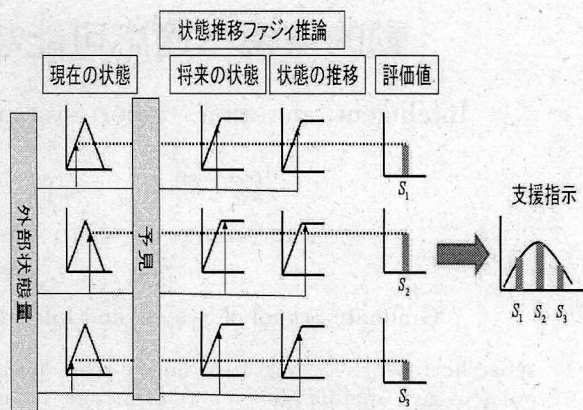 状態推移ファジィ推論
現在の状態
将来の状態
状態の推移
評価値
外部状態量
予見
S1
S2
S3
支援指示
S1 S2 S3